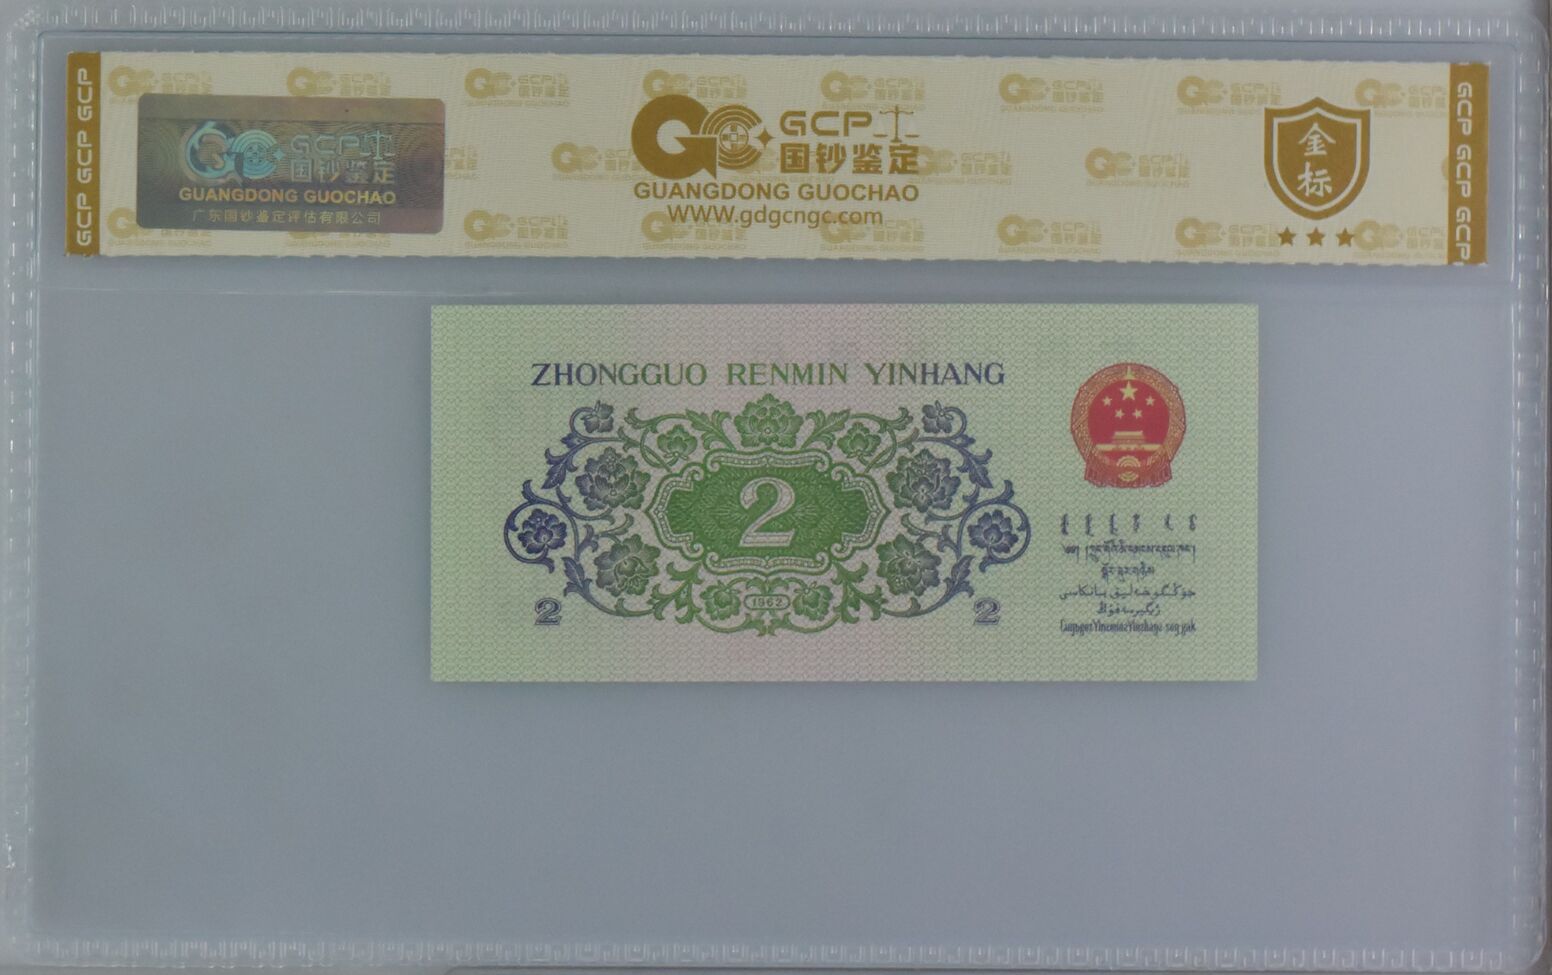 GCP GCP GCP
GCP
国钞鉴定
GUANGDONG GUOCHAO
广东国钞鉴定评估有限公司
GCP
国钞鉴定
GUANGDONG GUOCHAO
WWW.gdgcngc.com
金标
GCP GCP GCP
ZHONGGUO RENMIN YINHANG
2
1962
2
2